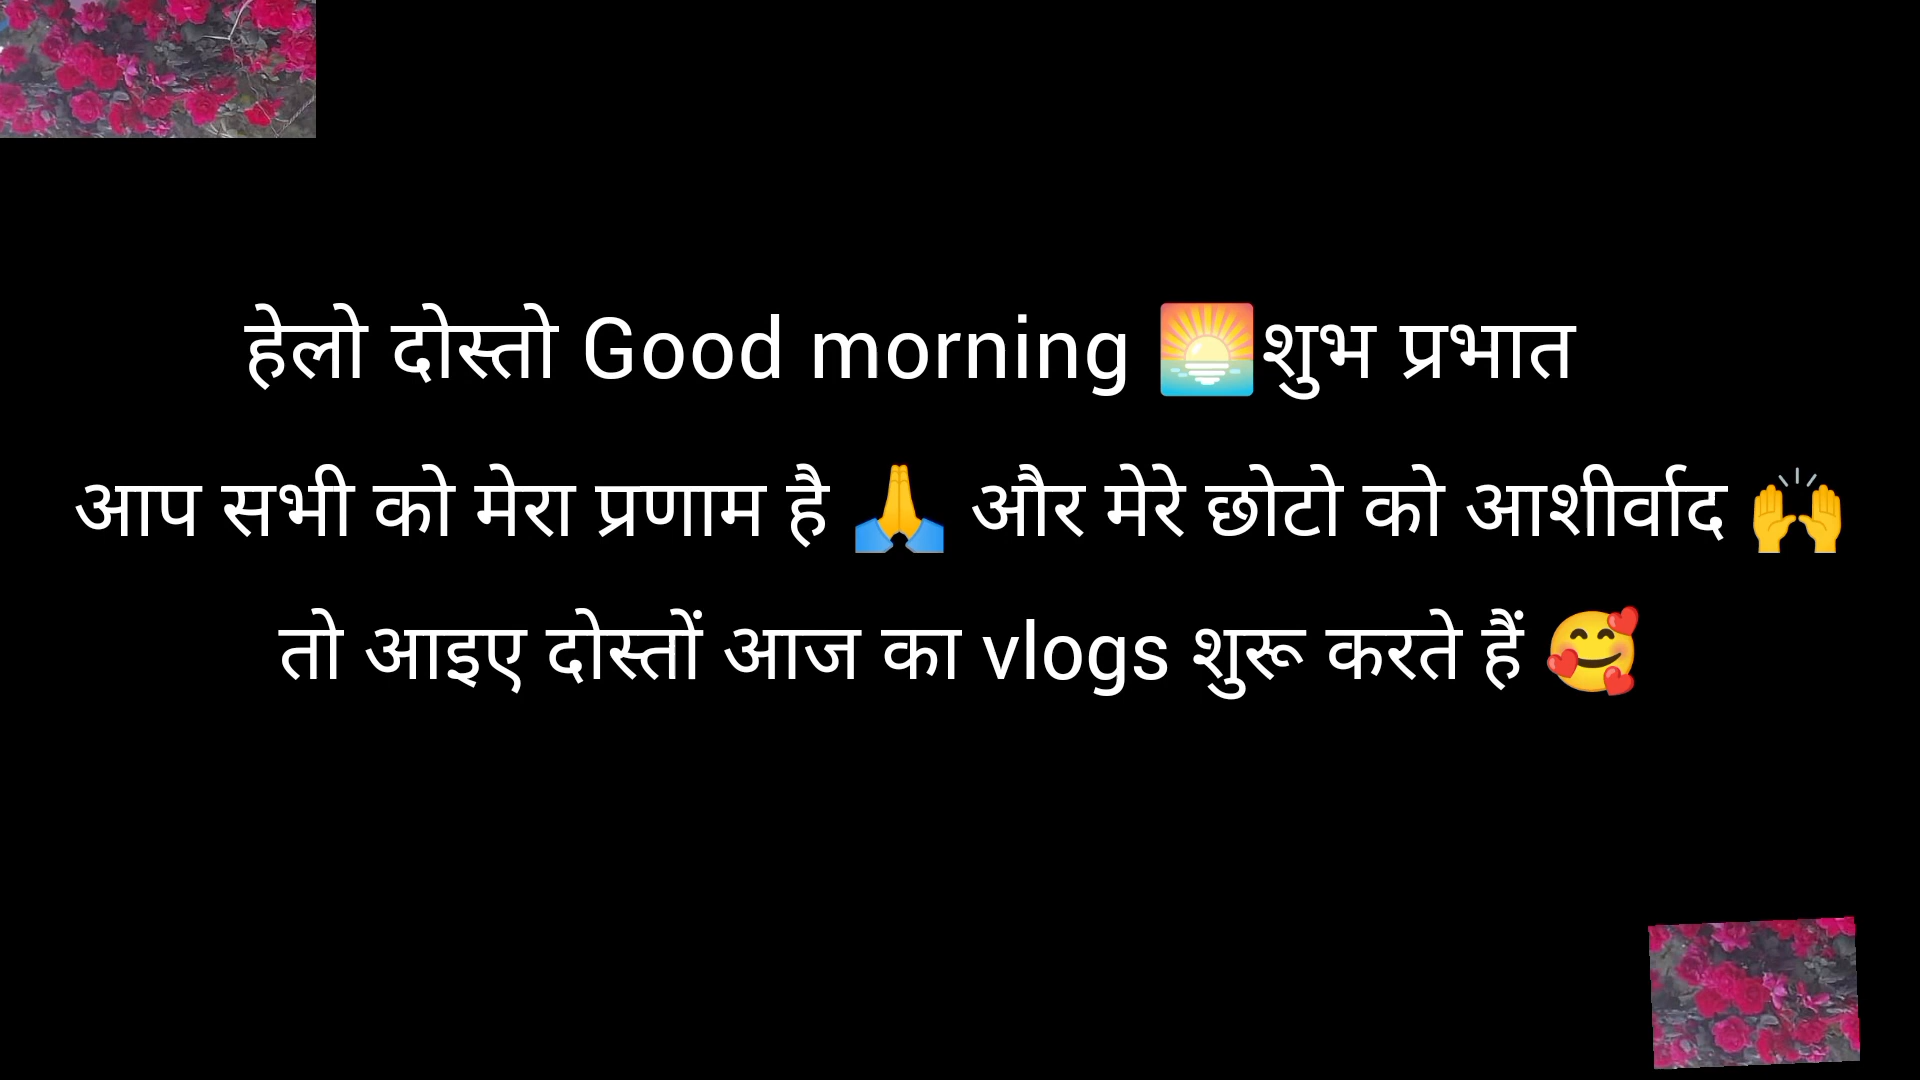 हेलो दोस्तो Good morning 🌅शुभ प्रभात
आप सभी को मेरा प्रणाम है 🙏 और मेरे छोटो को आशीर्वाद 🙌
तो आइए दोस्तों आज का vlogs शुरू करते हैं 🥰